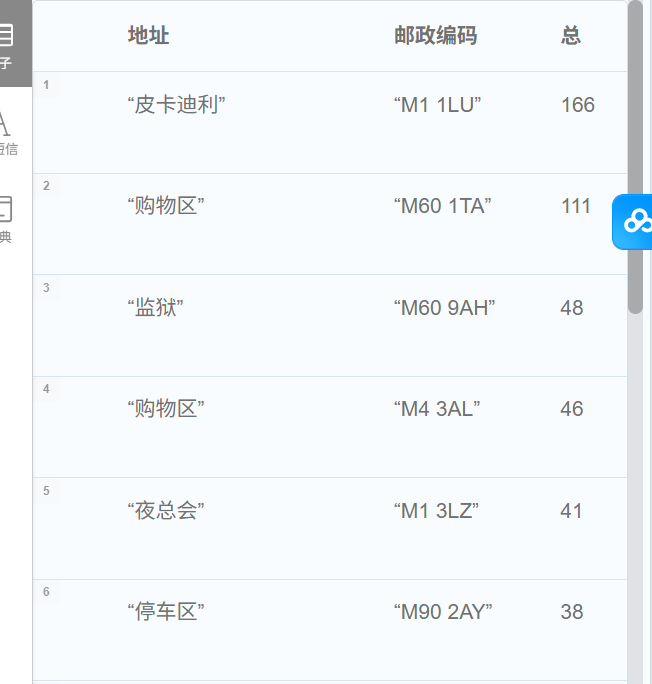 地址 邮政编码 总
子
1
“皮卡迪利” “M1 1LU” 166
短信
2
“购物区” “M60 1TA” 111
典
3
“监狱” “M60 9AH” 48
4
“购物区” “M4 3AL” 46
5
“夜总会” “M1 3LZ” 41
6
“停车区” “M90 2AY” 38